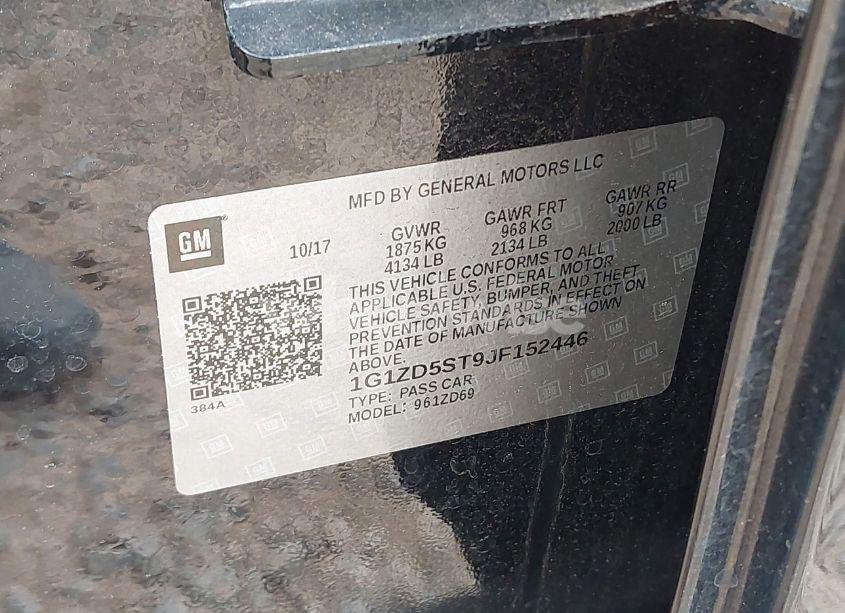 MFD BY GENERAL MOTORS LLC
GM
10/17
GVWR
1875 KG
4134 LB
GAWR FRT
968 KG
2134 LB
GAWR RR
907 KG
2000 LB
THIS VEHICLE CONFORMS TO ALL
APPLICABLE U.S. FEDERAL MOTOR
VEHICLE SAFETY, BUMPER, AND THEFT
PREVENTION STANDARDS IN EFFECT ON
THE DATE OF MANUFACTURE SHOWN
ABOVE.
1G1ZD5ST9JF152446
TYPE: PASS CAR
MODEL: 961ZD69
384A